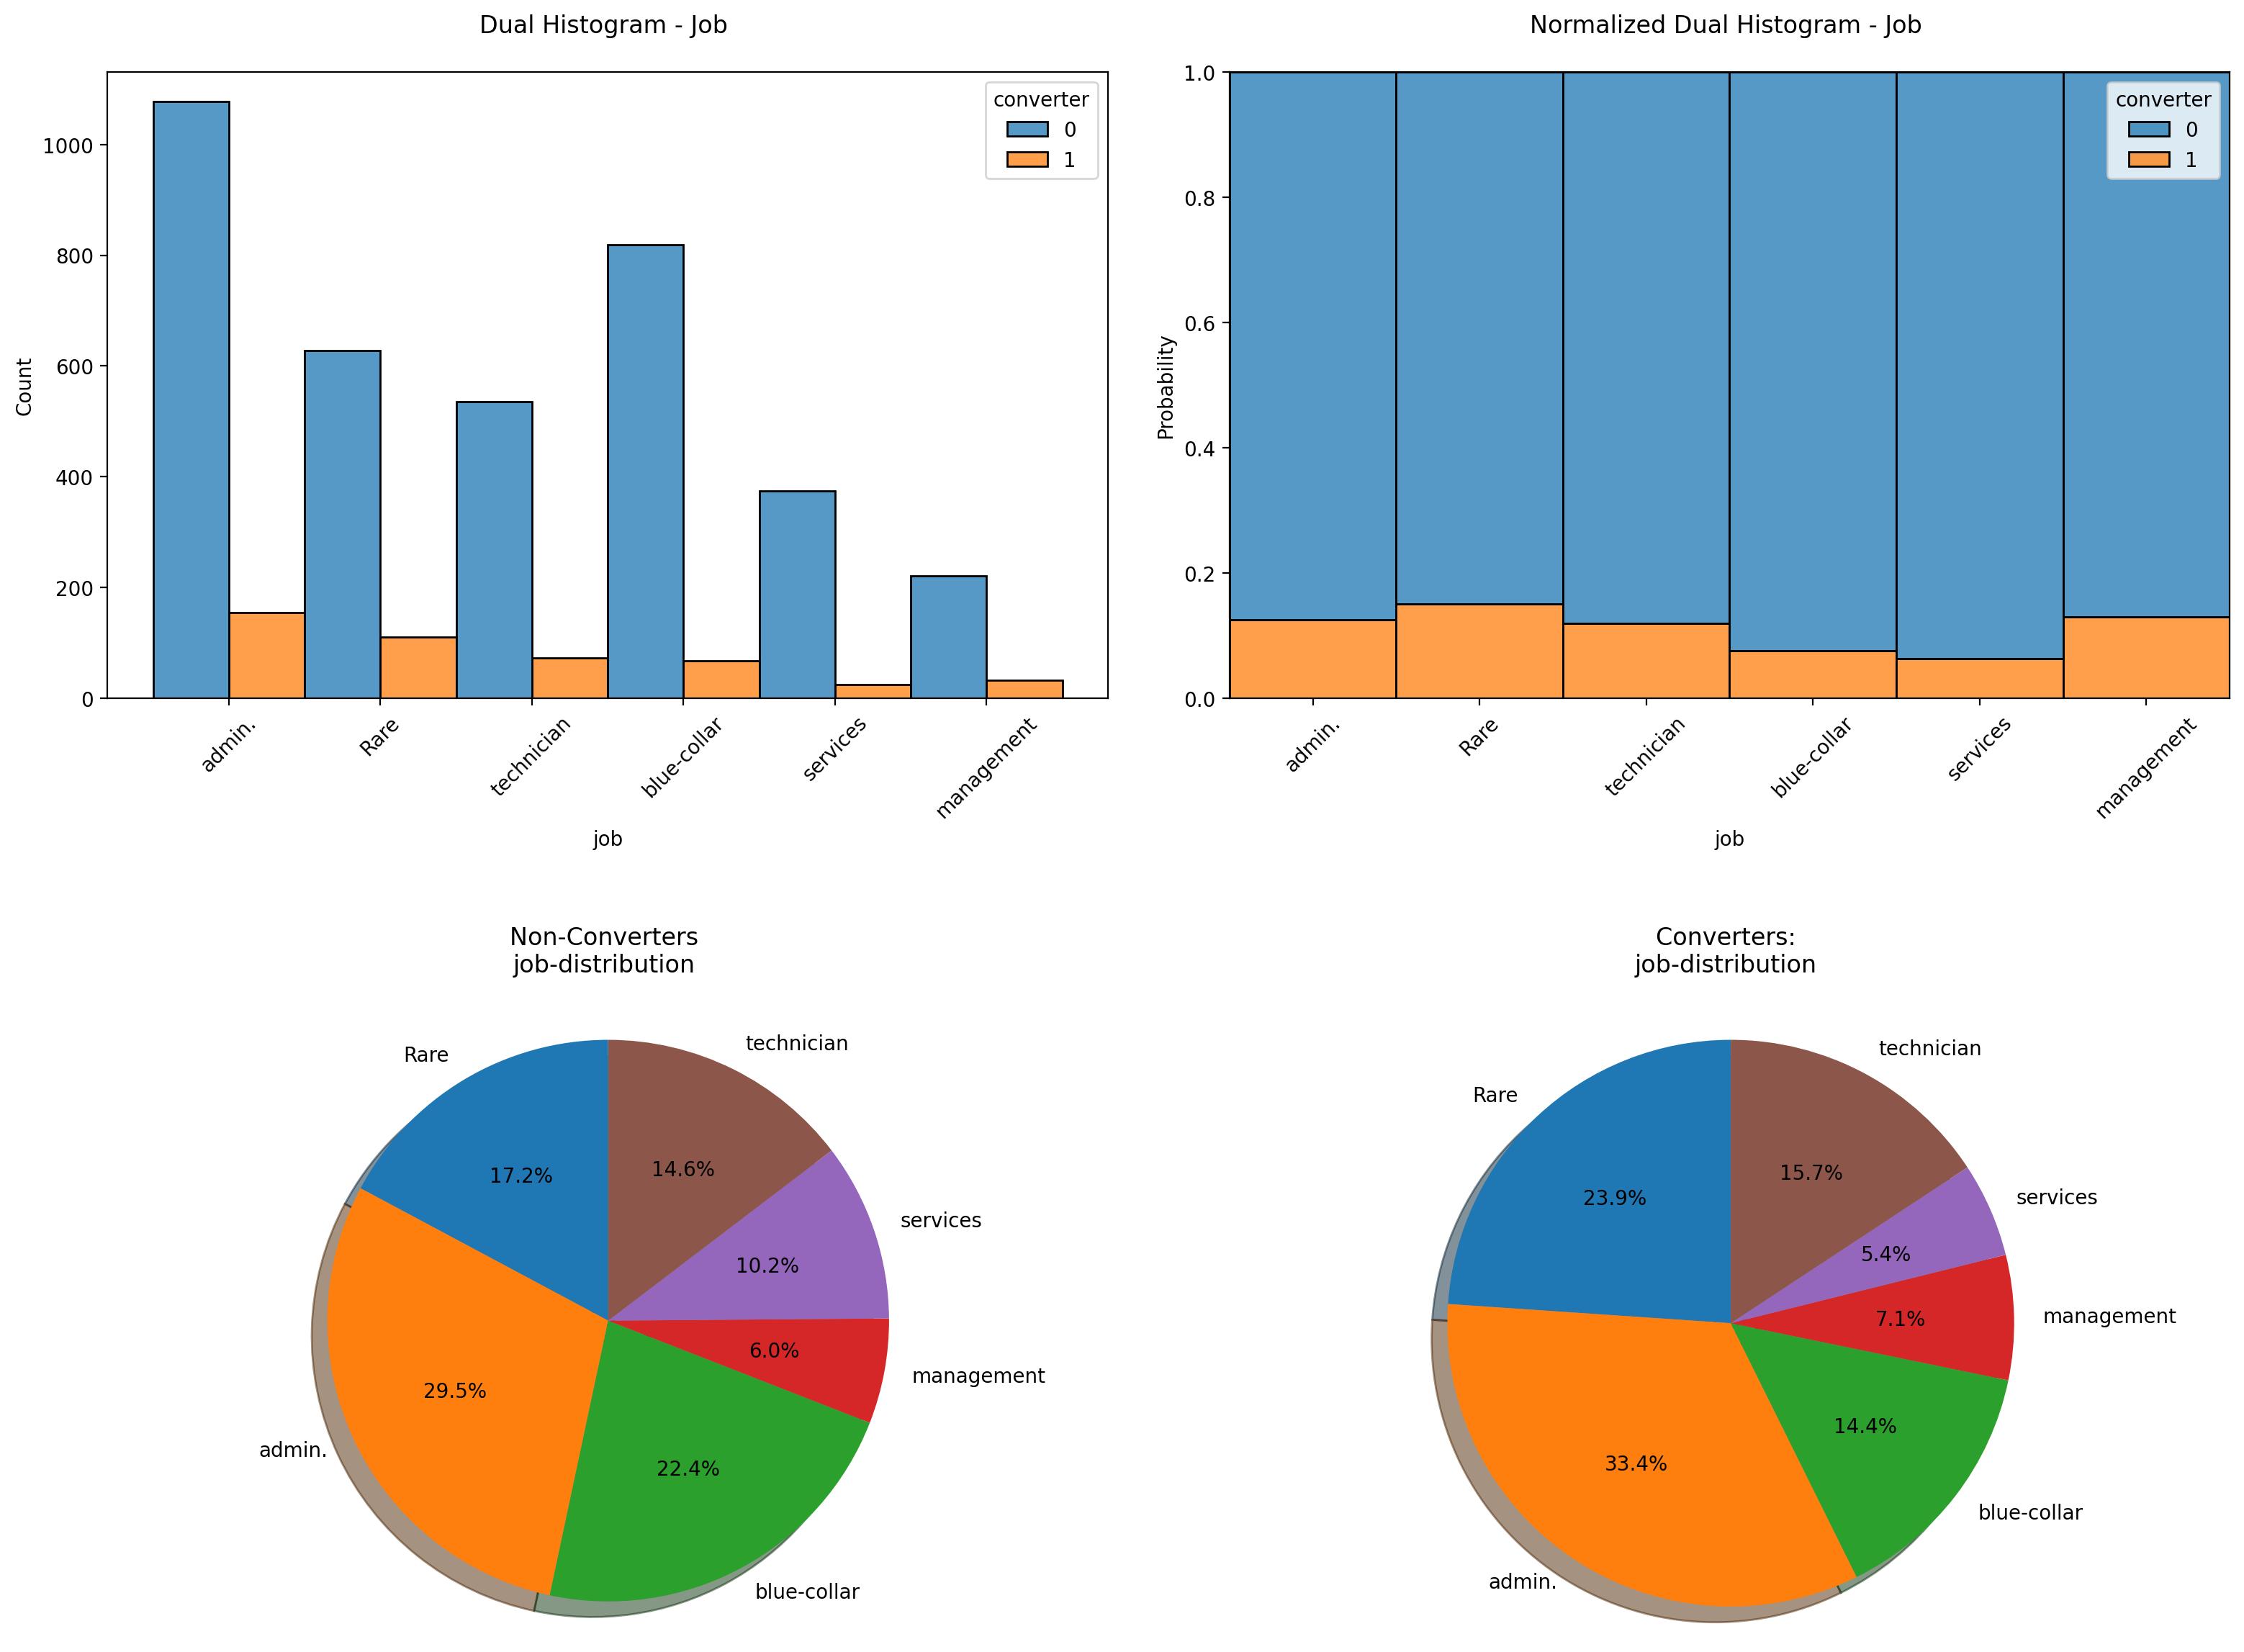 Dual Histogram - Job
converter
0
1
1000
800
600
400
200
0
Count
admin.
Rare
technician
blue-collar
services
management
job
Normalized Dual Histogram - Job
converter
0
1
1.0
0.8
0.6
0.4
0.2
0.0
Probability
admin.
Rare
technician
blue-collar
services
management
job
Non-Converters
job-distribution
technician
Rare
17.2%
14.6%
services
10.2%
6.0%
management
29.5%
admin.
22.4%
blue-collar
Converters:
job-distribution
technician
Rare
15.7%
23.9%
services
5.4%
7.1%
management
14.4%
33.4%
blue-collar
admin.